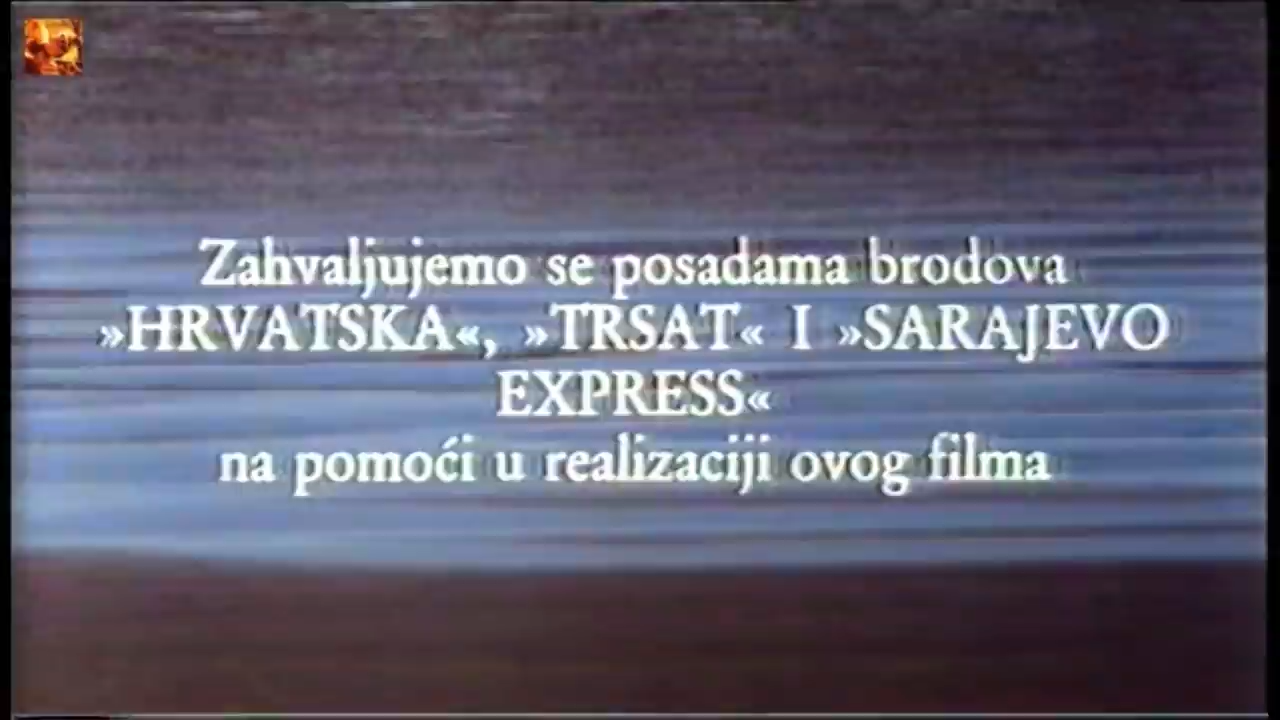 Zahvaljujemo se posadama brodova
»HRVATSKA«, »TRSAT« I »SARAJEVO
EXPRESS«
na pomoći u realizaciji ovog filma